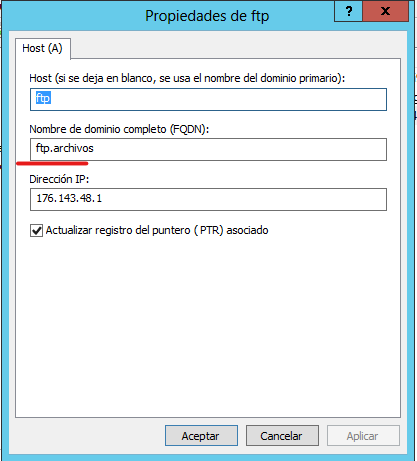 Propiedades de ftp
?
x
Host (A)
Host (si se deja en blanco, se usa el nombre del dominio primario):
ftp
Nombre de dominio completo (FQDN):
ftp.archivos
Dirección IP:
176.143.48.1
Actualizar registro del puntero (PTR) asociado
Aceptar
Cancelar
Aplicar